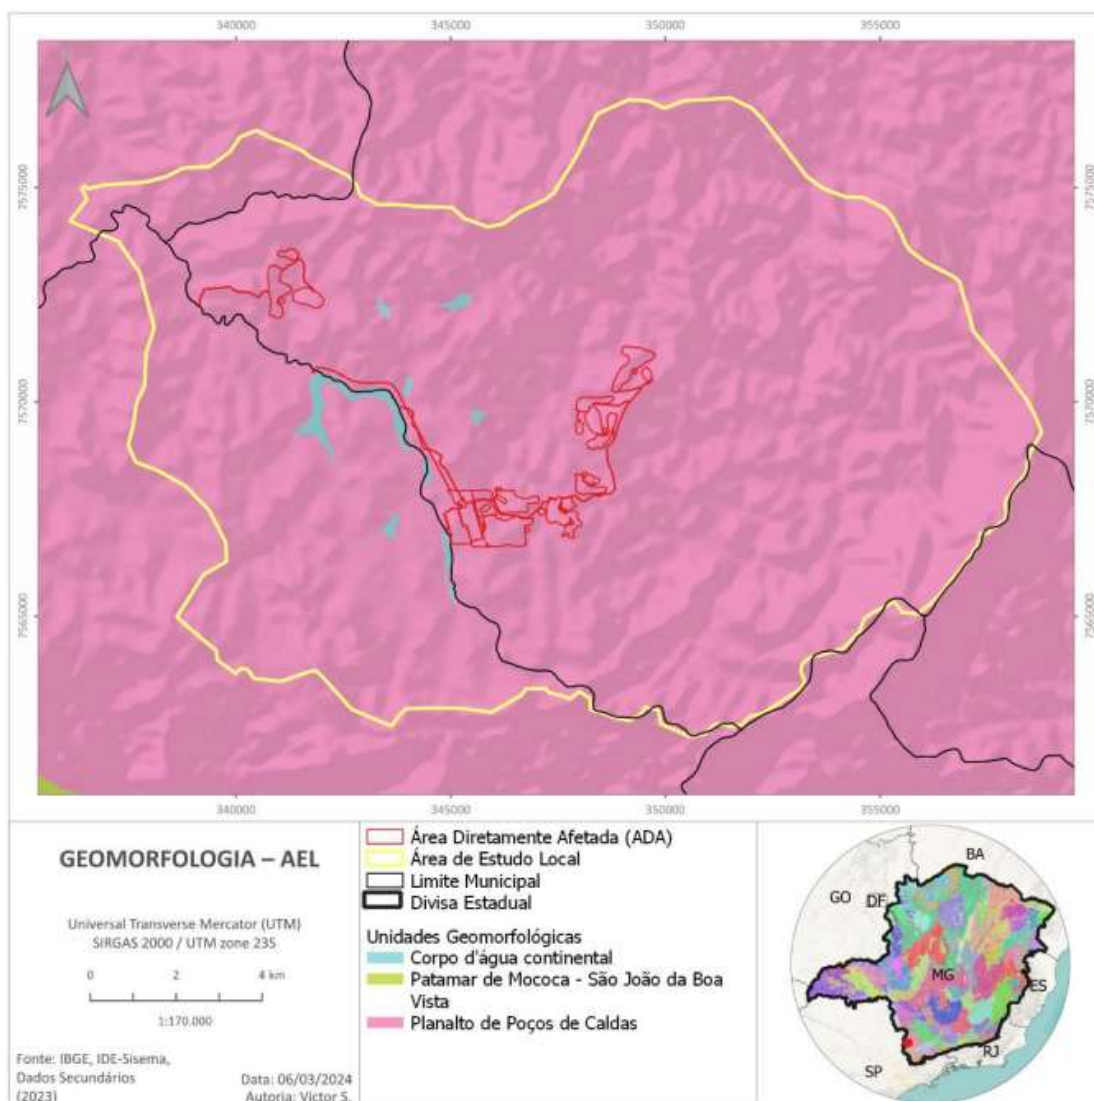 340000 345000 350000 355000
7575000 7575000
7570000 7570000
7565000 7565000
340000 345000 350000 355000
GEOMORFOLOGIA – AEL
Universal Transverse Mercator (UTM)
SIRGAS 2000 / UTM zone 23S
0 2 4 km
1:170.000
Fonte: IBGE, IDE-Sisema,
Dados Secundários
(2023)
Data: 06/03/2024
Autoria: Victor S.
Área Diretamente Afetada (ADA)
Área de Estudo Local
Limite Municipal
Divisa Estadual
Unidades Geomorfológicas
Corpo d'água continental
Patamar de Mococa - São João da Boa
Vista
Planalto de Poços de Caldas
BA
GO DF
MG
ES
RJ
SP